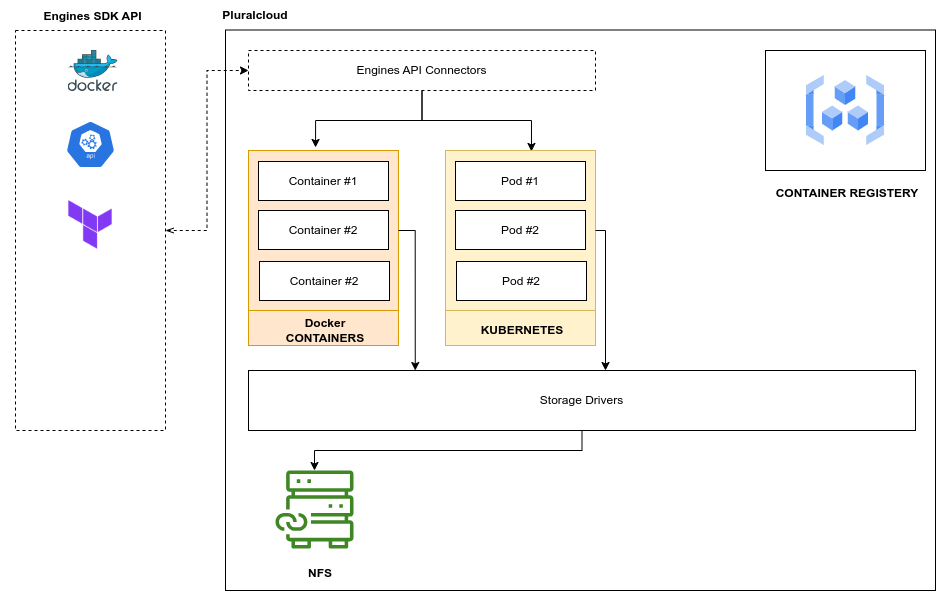 Engines SDK API
Pluralcloud
docker
api
Engines API Connectors
Container #1
Container #2
Container #2
Docker
CONTAINERS
Pod #1
Pod #2
Pod #2
KUBERNETES
CONTAINER REGISTERY
Storage Drivers
NFS